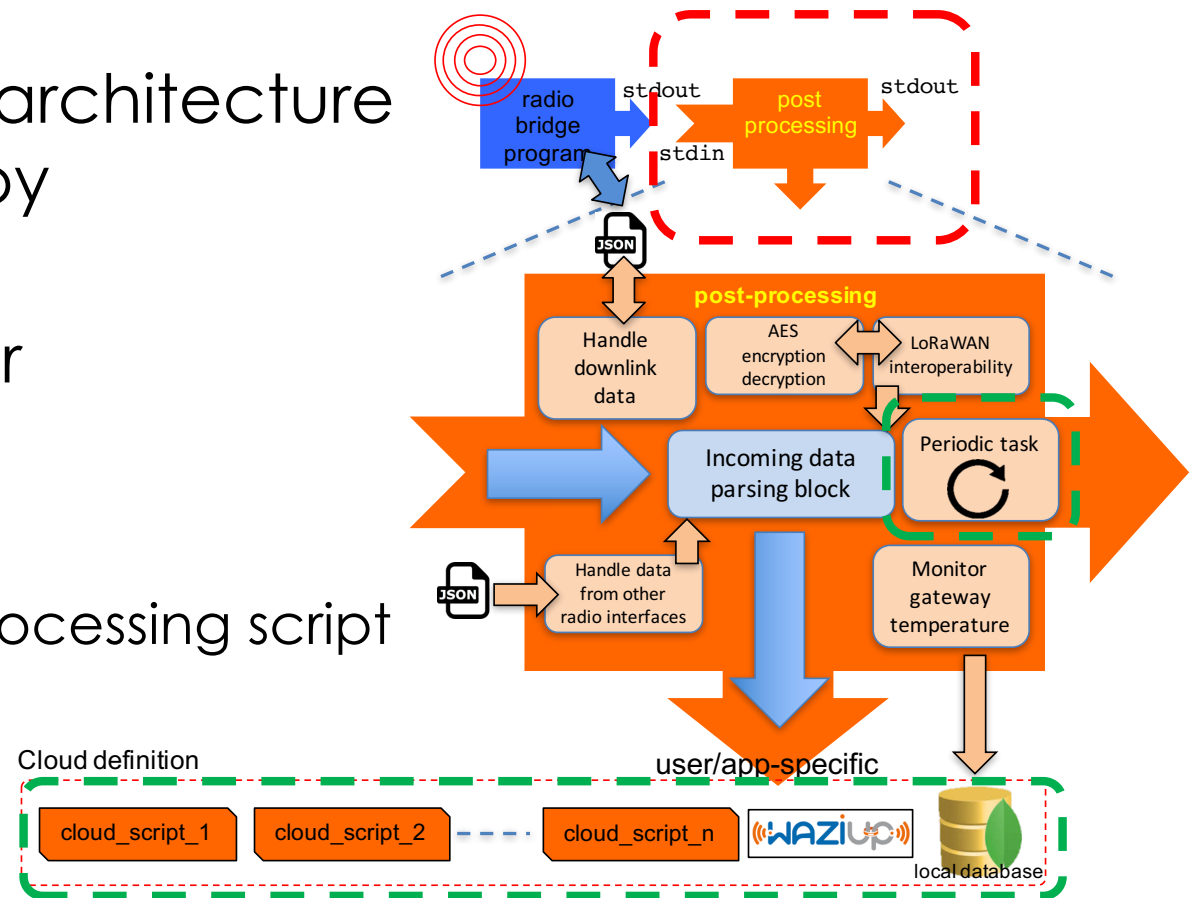 architecture
by
r
ocessing script
radio
bridge
program
stdout
stdin
post
processing
stdout
JSON
post-processing
Handle
downlink
data
AES
encryption
decryption
LoRaWAN
interoperability
Incoming data
parsing block
Periodic task
JSON
Handle data
from other
radio interfaces
Monitor
gateway
temperature
Cloud definition
user/app-specific
cloud_script_1
cloud_script_2
cloud_script_n
WAZIUP
local database